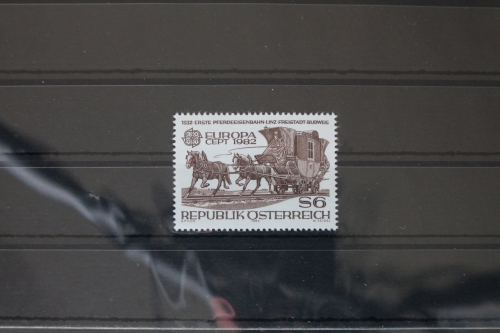 1832·ERSTE PFERDEEISENBAHN·LINZ-FREISTADT-BUDWEIS
EUROPA
CEPT 1982
S6
REPUBLIK ÖSTERREICH